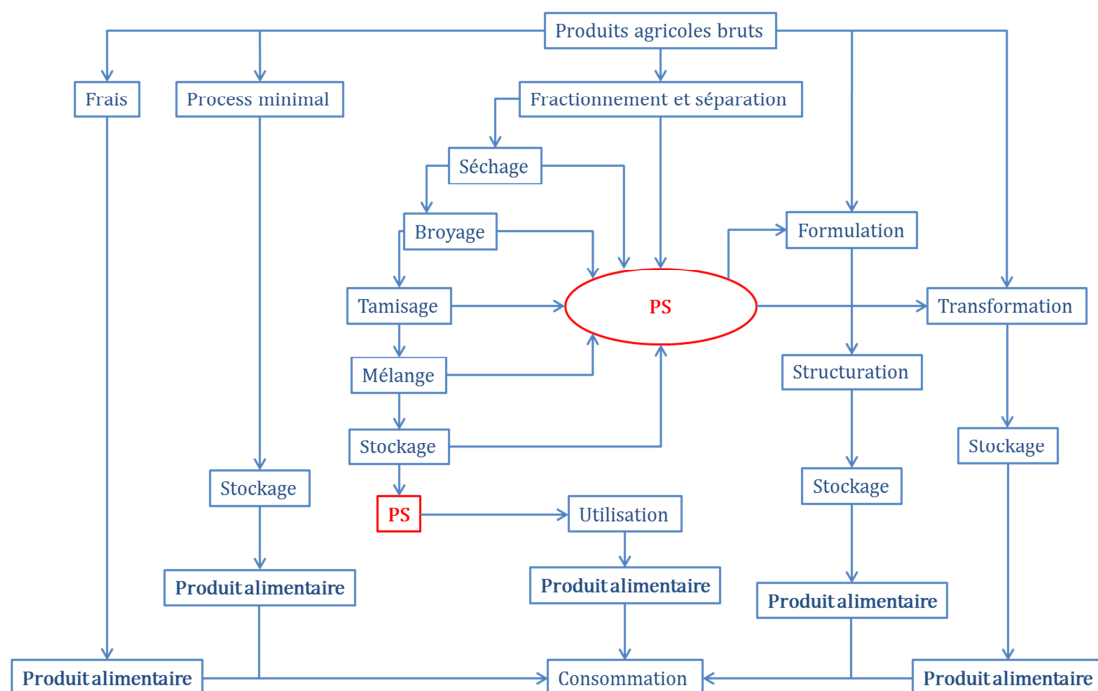 Produits agricoles bruts
Frais
Process minimal
Fractionnement et séparation
Séchage
Broyage
Formulation
Tamisage
PS
Transformation
Mélange
Structuration
Stockage
Stockage
Stockage
Stockage
PS
Utilisation
Produit alimentaire
Produit alimentaire
Produit alimentaire
Produit alimentaire
Consommation
Produit alimentaire